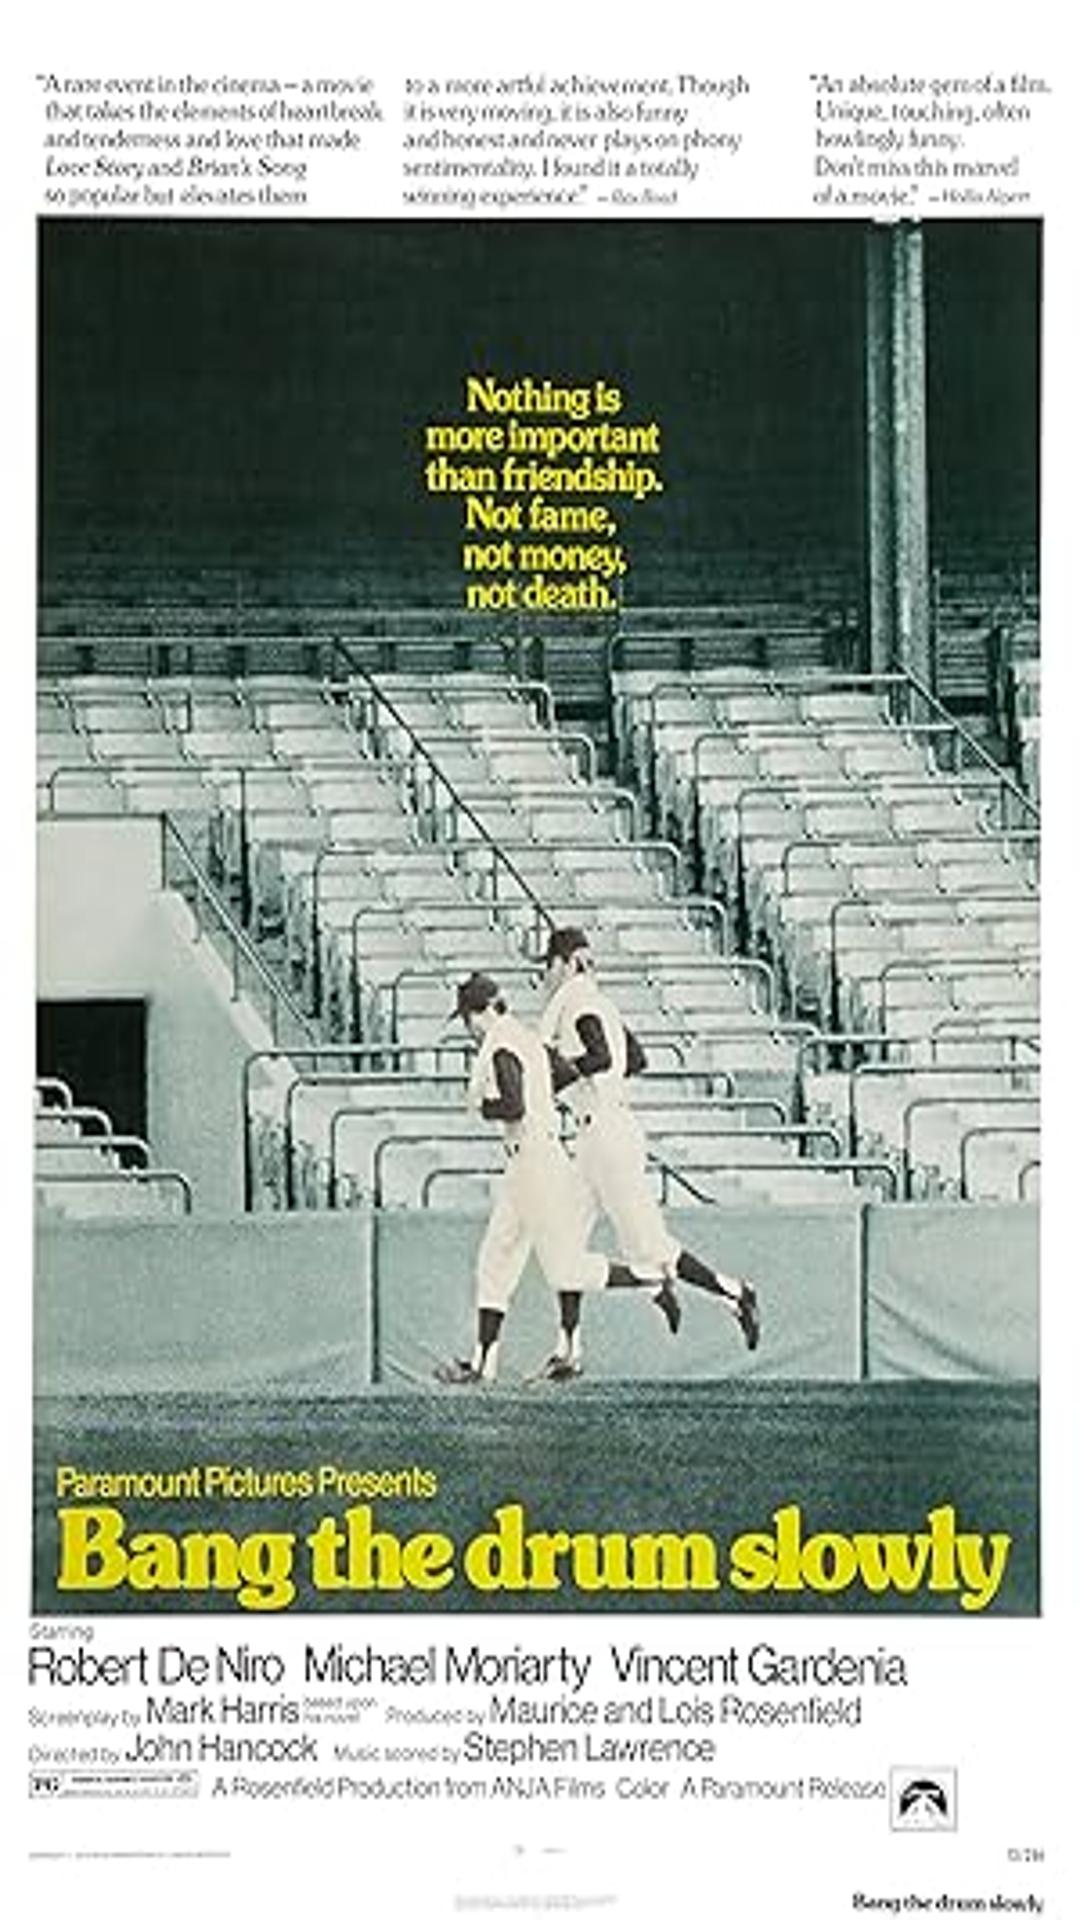 "A rare event in the cinema – a movie
that takes the elements of heartbreak
and tenderness and love that made
Love Story and Brian's Song
so popular but elevates them
to a more artful achievement. Though
it is very moving, it is also funny
and honest and never plays on phony
sentimentality. I found it a totally
winning experience." – Rex Reed
"An absolute gem of a film.
Unique, touching, often
howlingly funny.
Don't miss this marvel
of a movie." – Hollis Alpert
Nothing is
more important
than friendship.
Not fame,
not money,
not death.
Paramount Pictures Presents
Bang the drum slowly
Starring
Robert De Niro Michael Moriarty Vincent Gardenia
Screenplay by Mark Harris based upon his novel Produced by Maurice and Lois Rosenfield
Directed by John Hancock Music scored by Stephen Lawrence
PG A Rosenfield Production from ANJA Films Color A Paramount Release
Bang the drum slowly